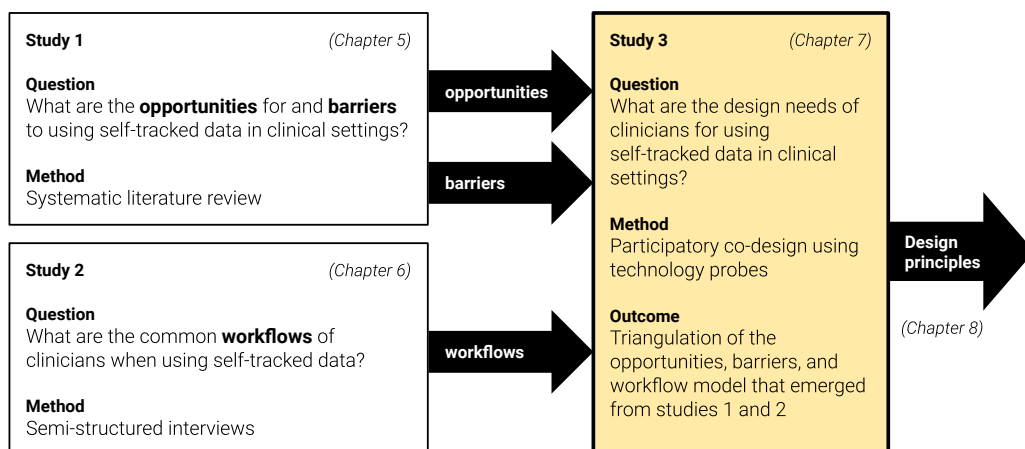 Study 1 (Chapter 5)
Question
What are the opportunities for and barriers
to using self-tracked data in clinical settings?
Method
Systematic literature review
opportunities
barriers
Study 2 (Chapter 6)
Question
What are the common workflows of
clinicians when using self-tracked data?
Method
Semi-structured interviews
workflows
Study 3 (Chapter 7)
Question
What are the design needs of
clinicians for using
self-tracked data in clinical
settings?
Method
Participatory co-design using
technology probes
Outcome
Triangulation of the
opportunities, barriers, and
workflow model that emerged
from studies 1 and 2
Design
principles
(Chapter 8)